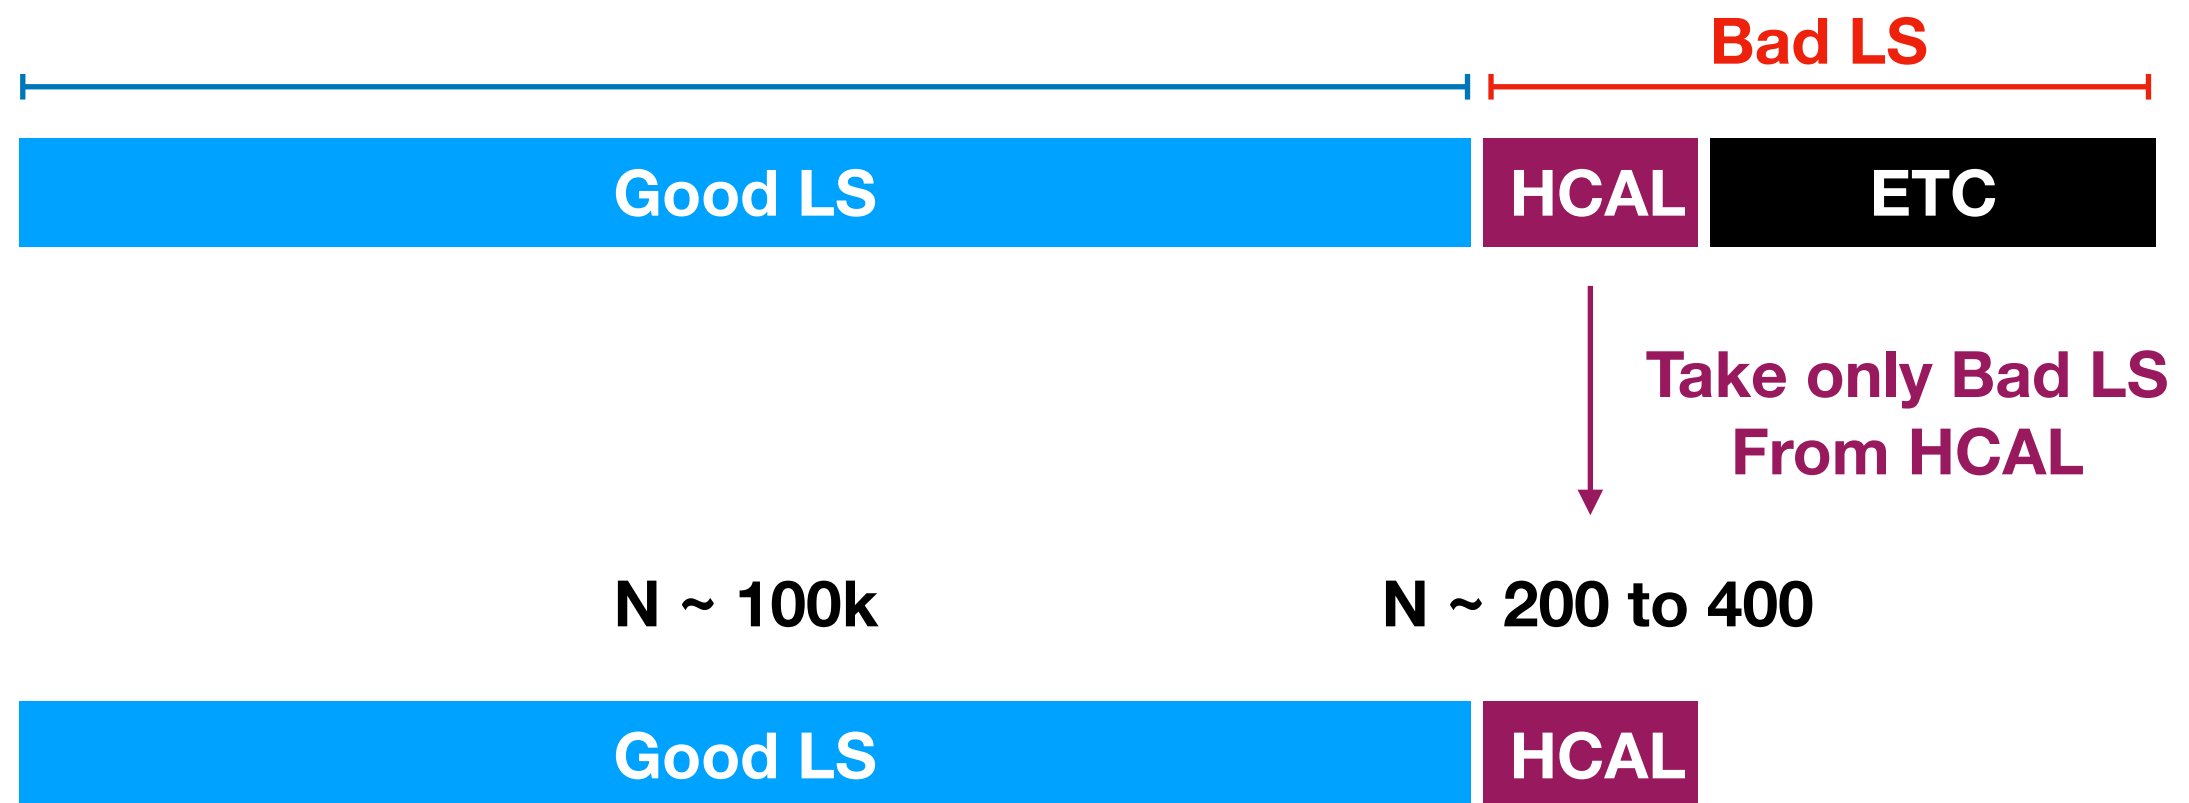 Bad LS
Good LS
HCAL
ETC
Take only Bad LS
From HCAL
N ~ 100k
N ~ 200 to 400
Good LS
HCAL